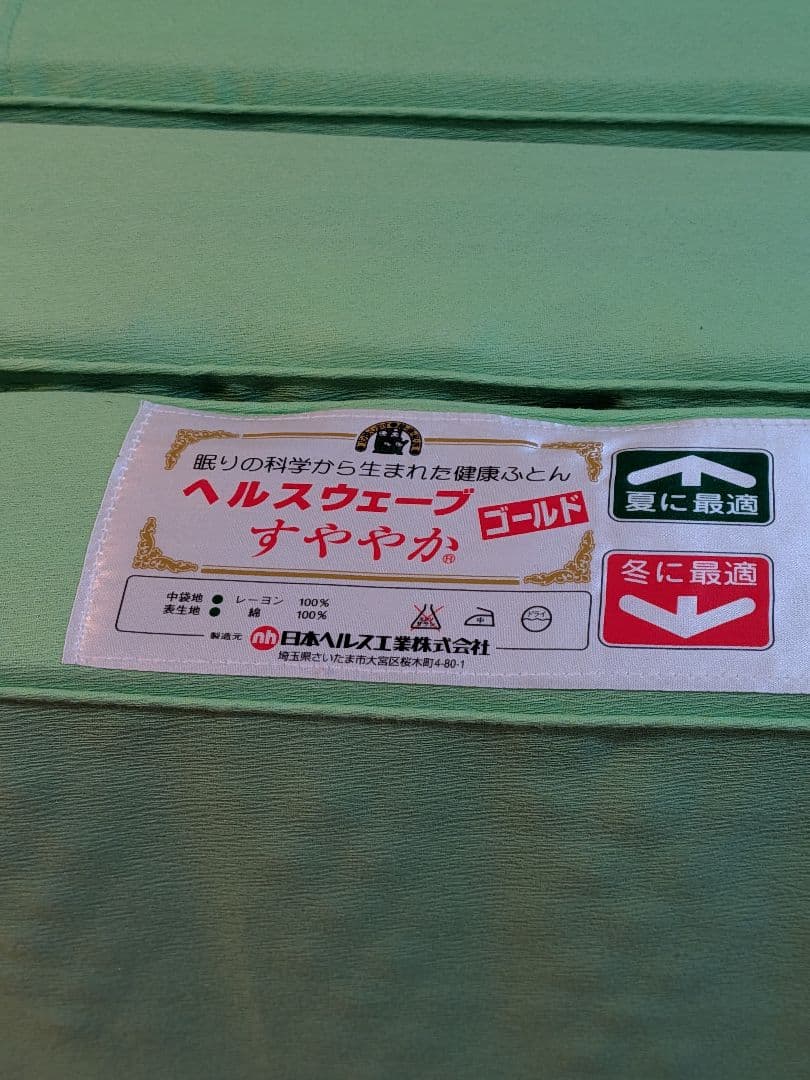 眠りの科学から生まれた健康ふとん
ヘルスウェーブ
すややか®
ゴールド
夏に最適
冬に最適
中袋地 ● レーヨン 100%
表生地 ● 綿 100%
中
ドライ
製造元 nh 日本ヘルス工業株式会社
埼玉県さいたま市大宮区桜木町4-80-1